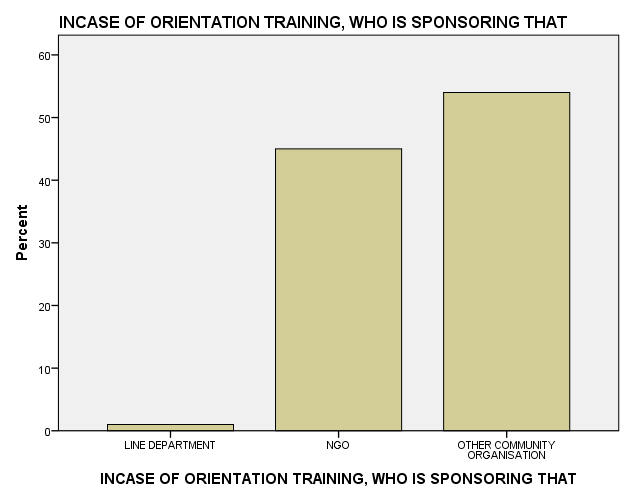 INCASE OF ORIENTATION TRAINING, WHO IS SPONSORING THAT
60
50
40
30
20
10
0
Percent
LINE DEPARTMENT
NGO
OTHER COMMUNITY
ORGANISATION
INCASE OF ORIENTATION TRAINING, WHO IS SPONSORING THAT